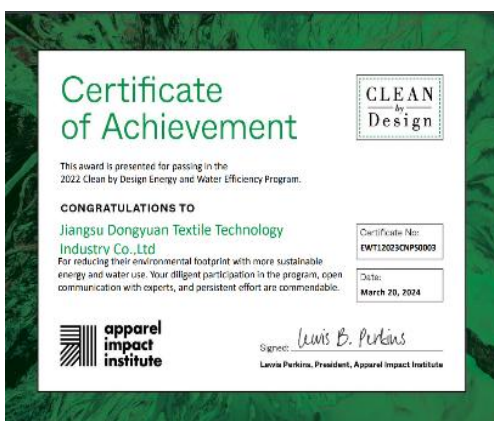 Certificate
of Achievement
CLEAN
by
Design
This award is presented for passing in the
2022 Clean by Design Energy and Water Efficiency Program.
CONGRATULATIONS TO
Jiangsu Dongyuan Textile Technology
Industry Co.,Ltd
For reducing their environmental footprint with more sustainable
energy and water use. Your diligent participation in the program, open
communication with experts, and persistent effort are commendable.
Certificate No:
EWT12023CNPS0003
Date:
March 20, 2024
apparel
impact
institute
Signed: Lewis B. Perkins
Lewis Perkins, President, Apparel Impact Institute